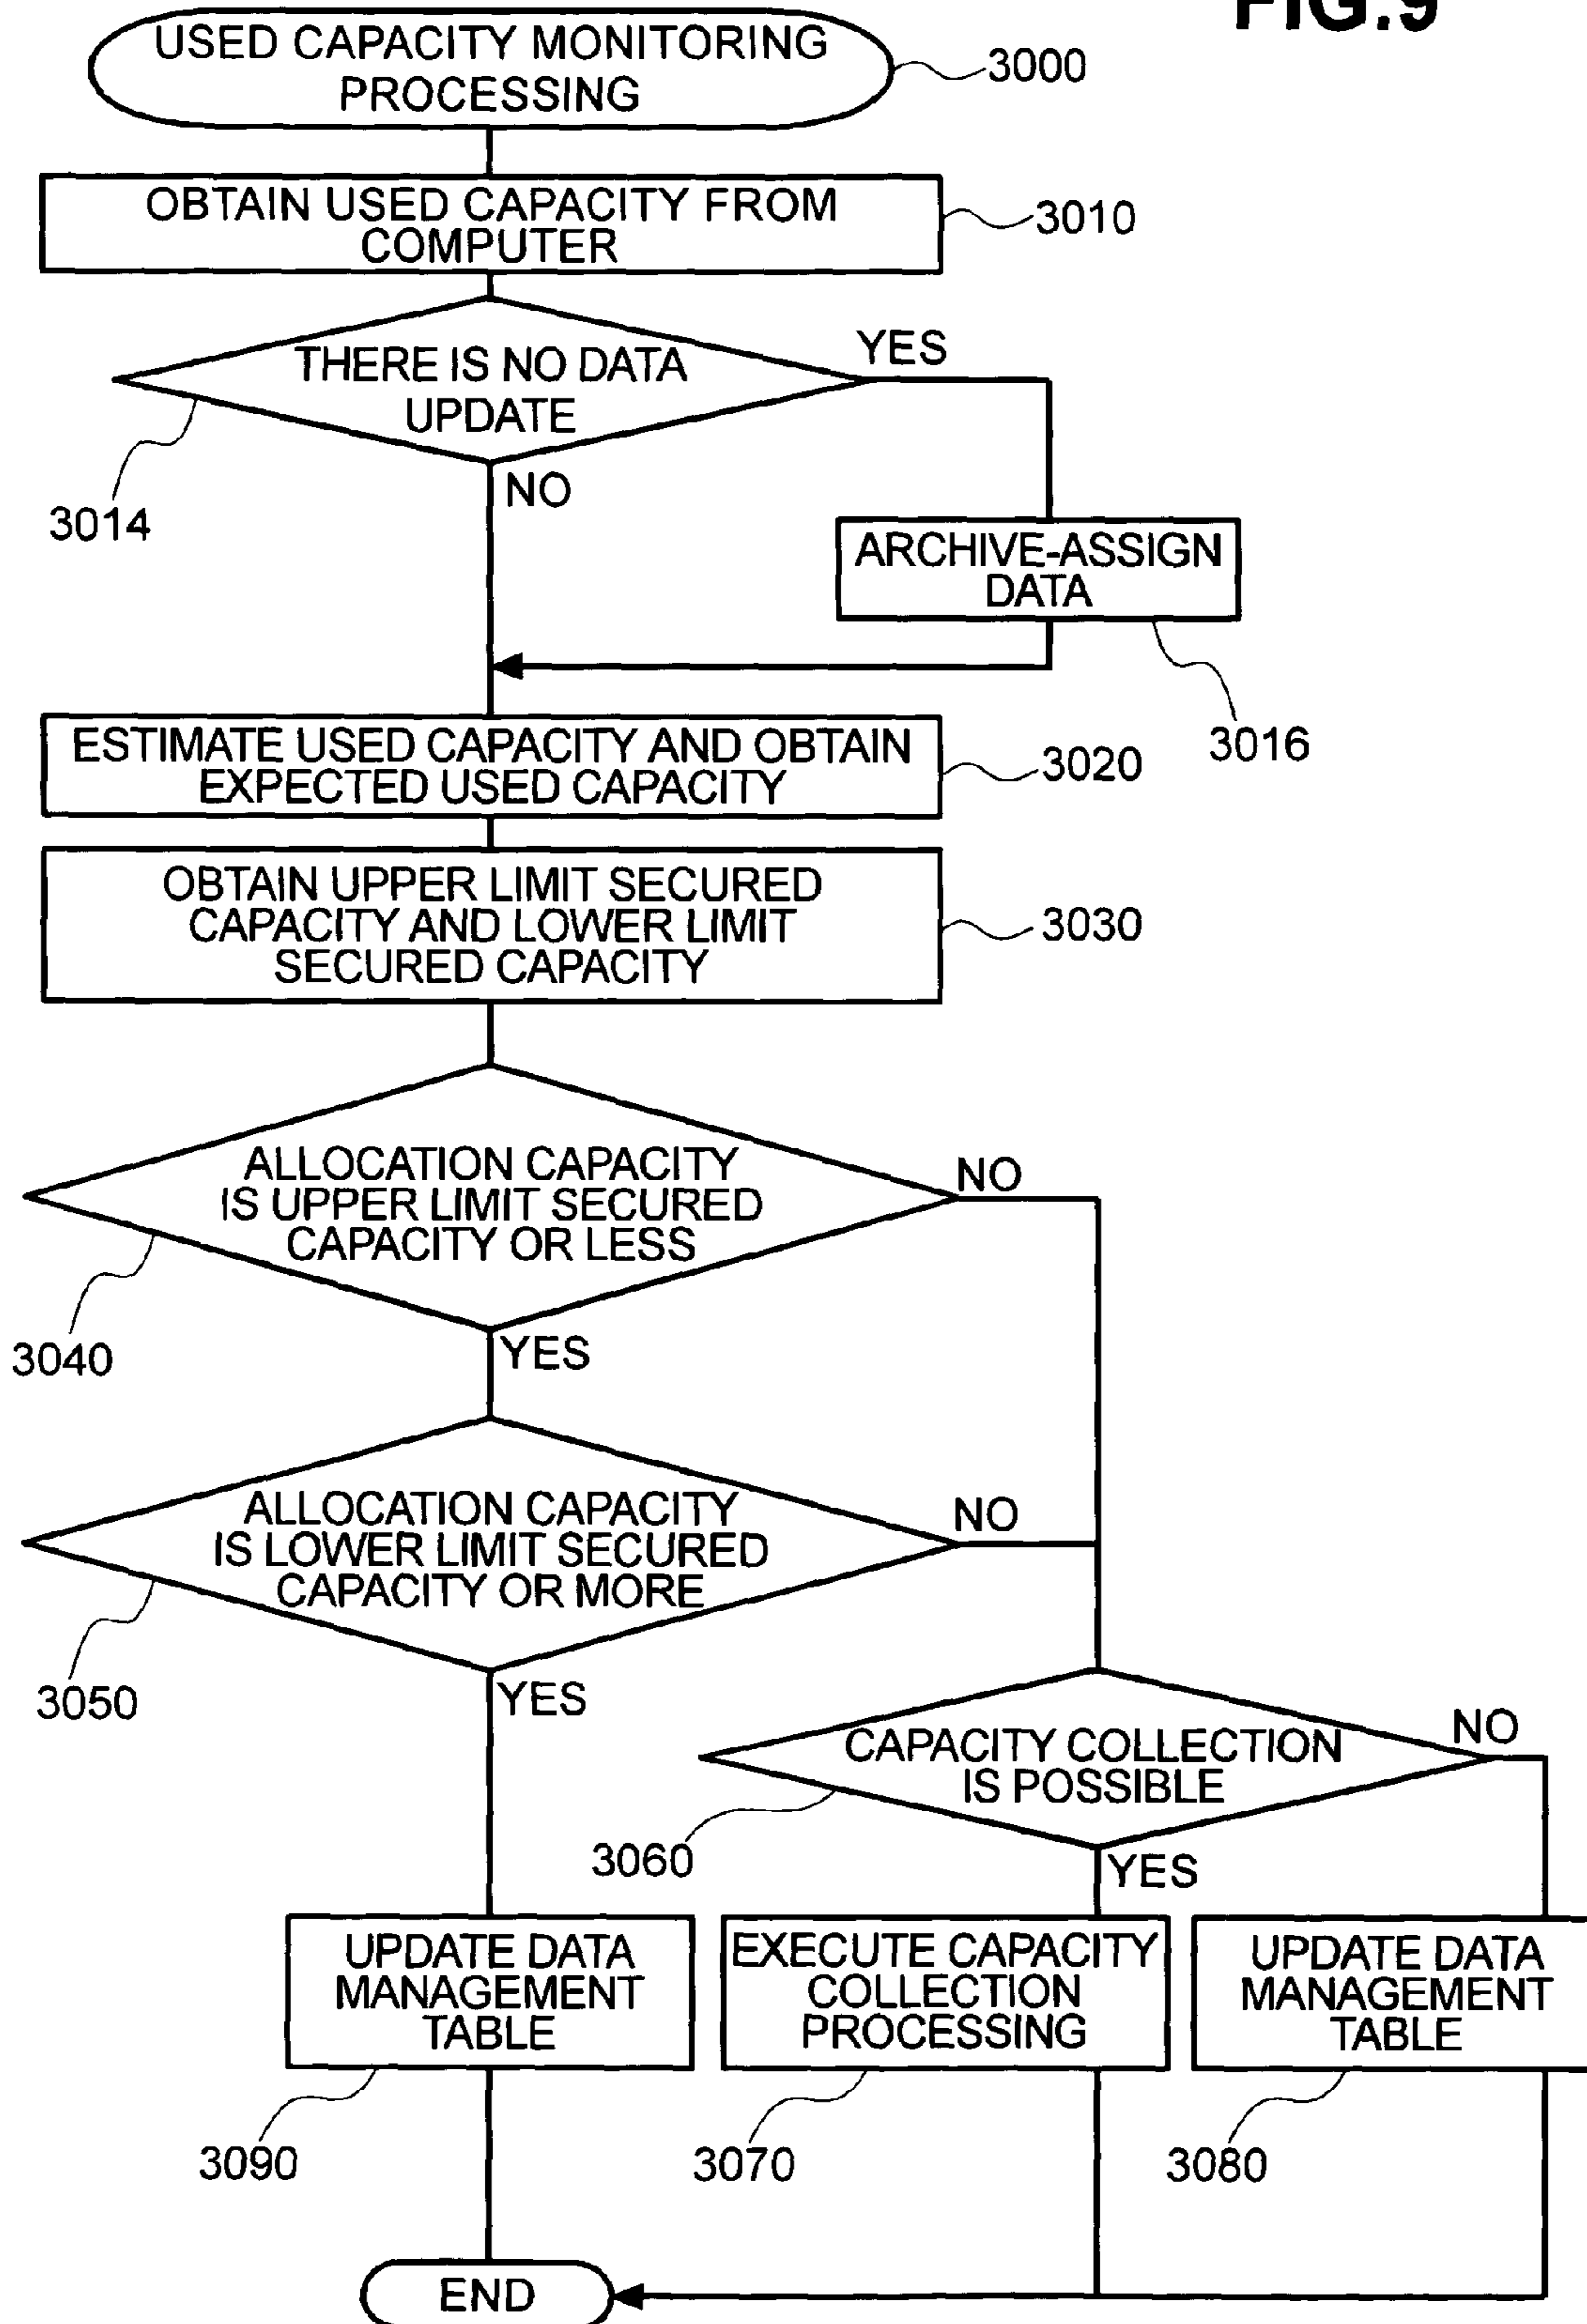 FIG.9
USED CAPACITY MONITORING
PROCESSING
3000
OBTAIN USED CAPACITY FROM
COMPUTER
3010
THERE IS NO DATA
UPDATE
YES
NO
3014
ARCHIVE-ASSIGN
DATA
3016
ESTIMATE USED CAPACITY AND OBTAIN
EXPECTED USED CAPACITY
3020
OBTAIN UPPER LIMIT SECURED
CAPACITY AND LOWER LIMIT
SECURED CAPACITY
3030
ALLOCATION CAPACITY
IS UPPER LIMIT SECURED
CAPACITY OR LESS
NO
3040
YES
ALLOCATION CAPACITY
IS LOWER LIMIT SECURED
CAPACITY OR MORE
NO
3050
YES
CAPACITY COLLECTION
IS POSSIBLE
NO
3060
YES
UPDATE DATA
MANAGEMENT
TABLE
EXECUTE CAPACITY
COLLECTION
PROCESSING
UPDATE DATA
MANAGEMENT
TABLE
3090
3070
3080
END